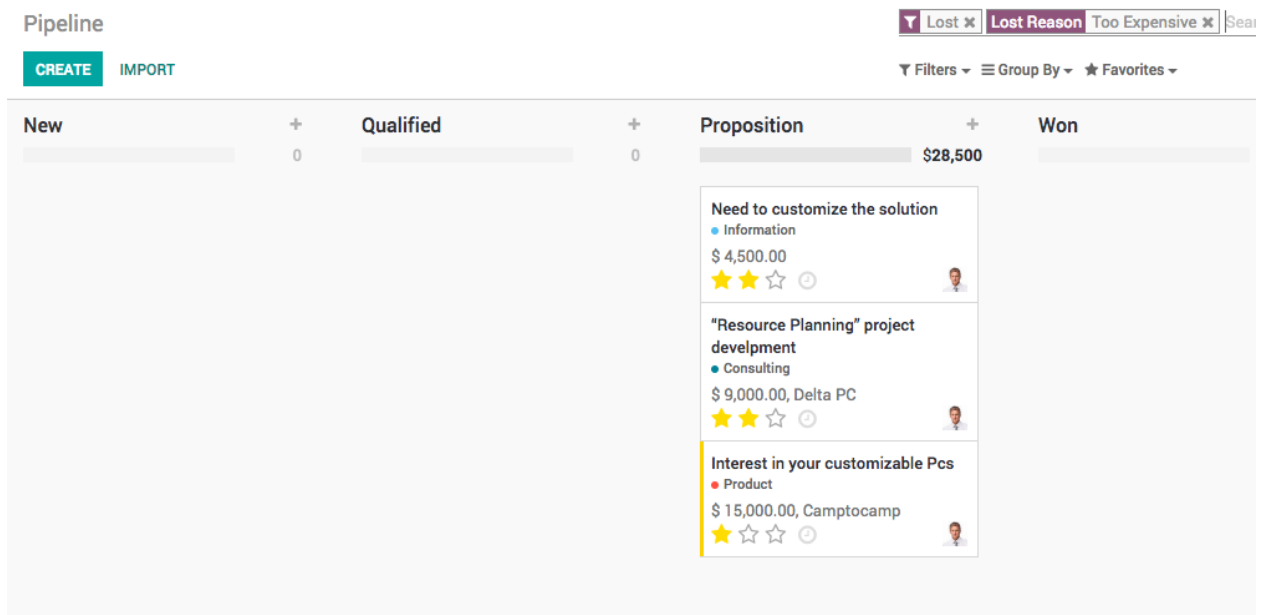 Pipeline
Lost ✖ Lost Reason Too Expensive ✖ Sear
CREATE IMPORT
Filters Group By Favorites
New + Qualified + Proposition + Won
0 0 $28,500
Need to customize the solution
Information
$ 4,500.00
“Resource Planning” project
develpment
Consulting
$ 9,000.00, Delta PC
Interest in your customizable Pcs
Product
$ 15,000.00, Camptocamp